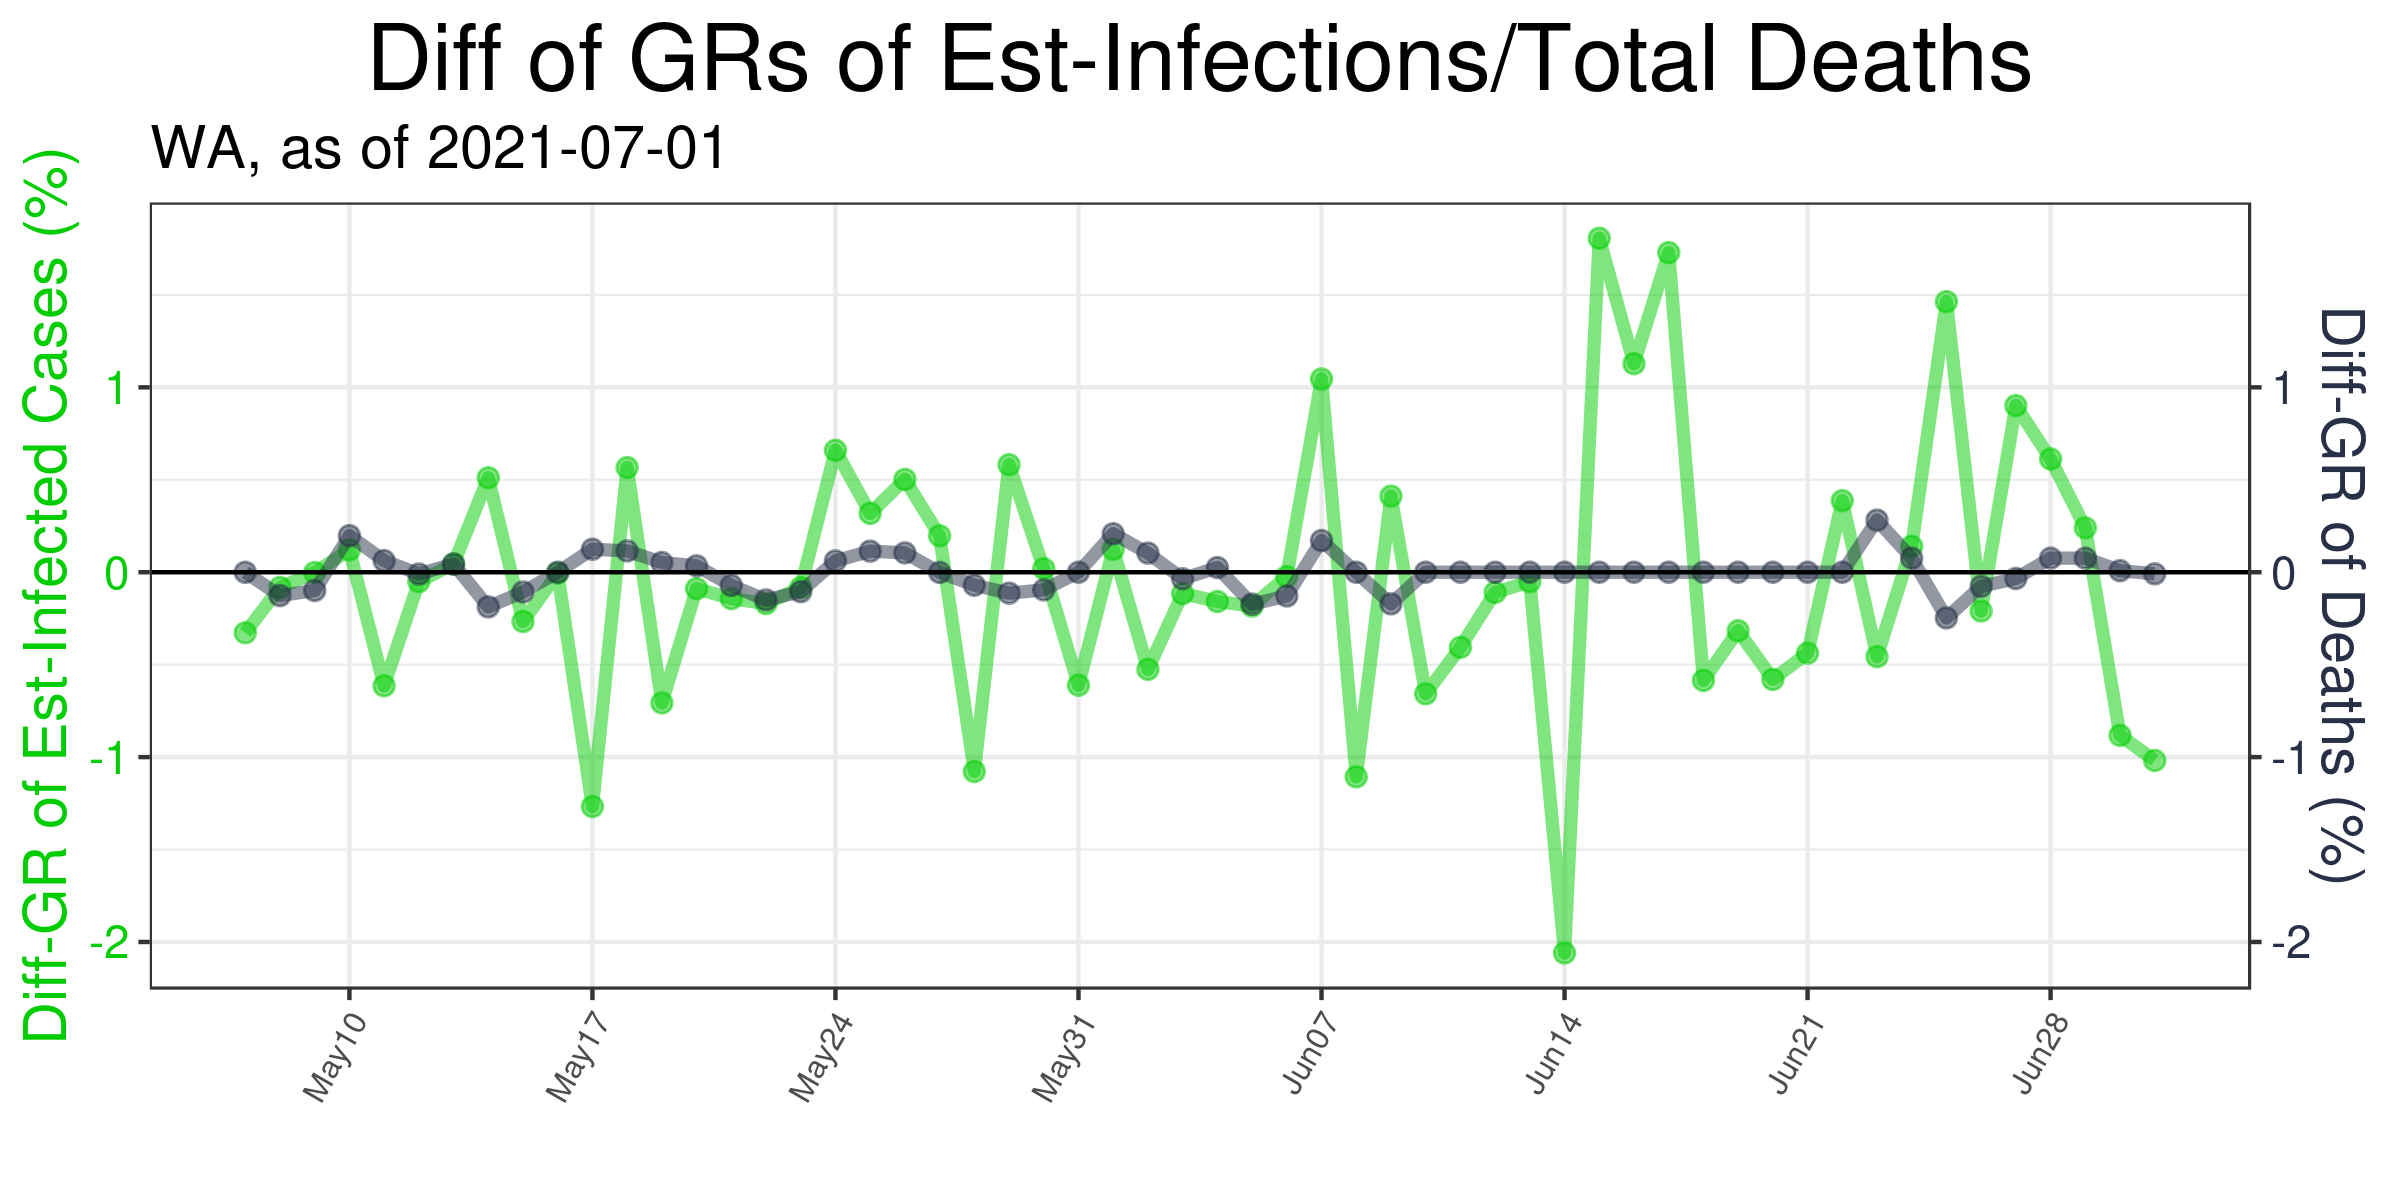 Diff of GRs of Est-Infections/Total Deaths
WA, as of 2021-07-01
Diff-GR of Est-Infected Cases (%)
1
0
-1
-2
1
0
-1
-2
Diff-GR of Deaths (%)
May10
May17
May24
May31
Jun07
Jun14
Jun21
Jun28